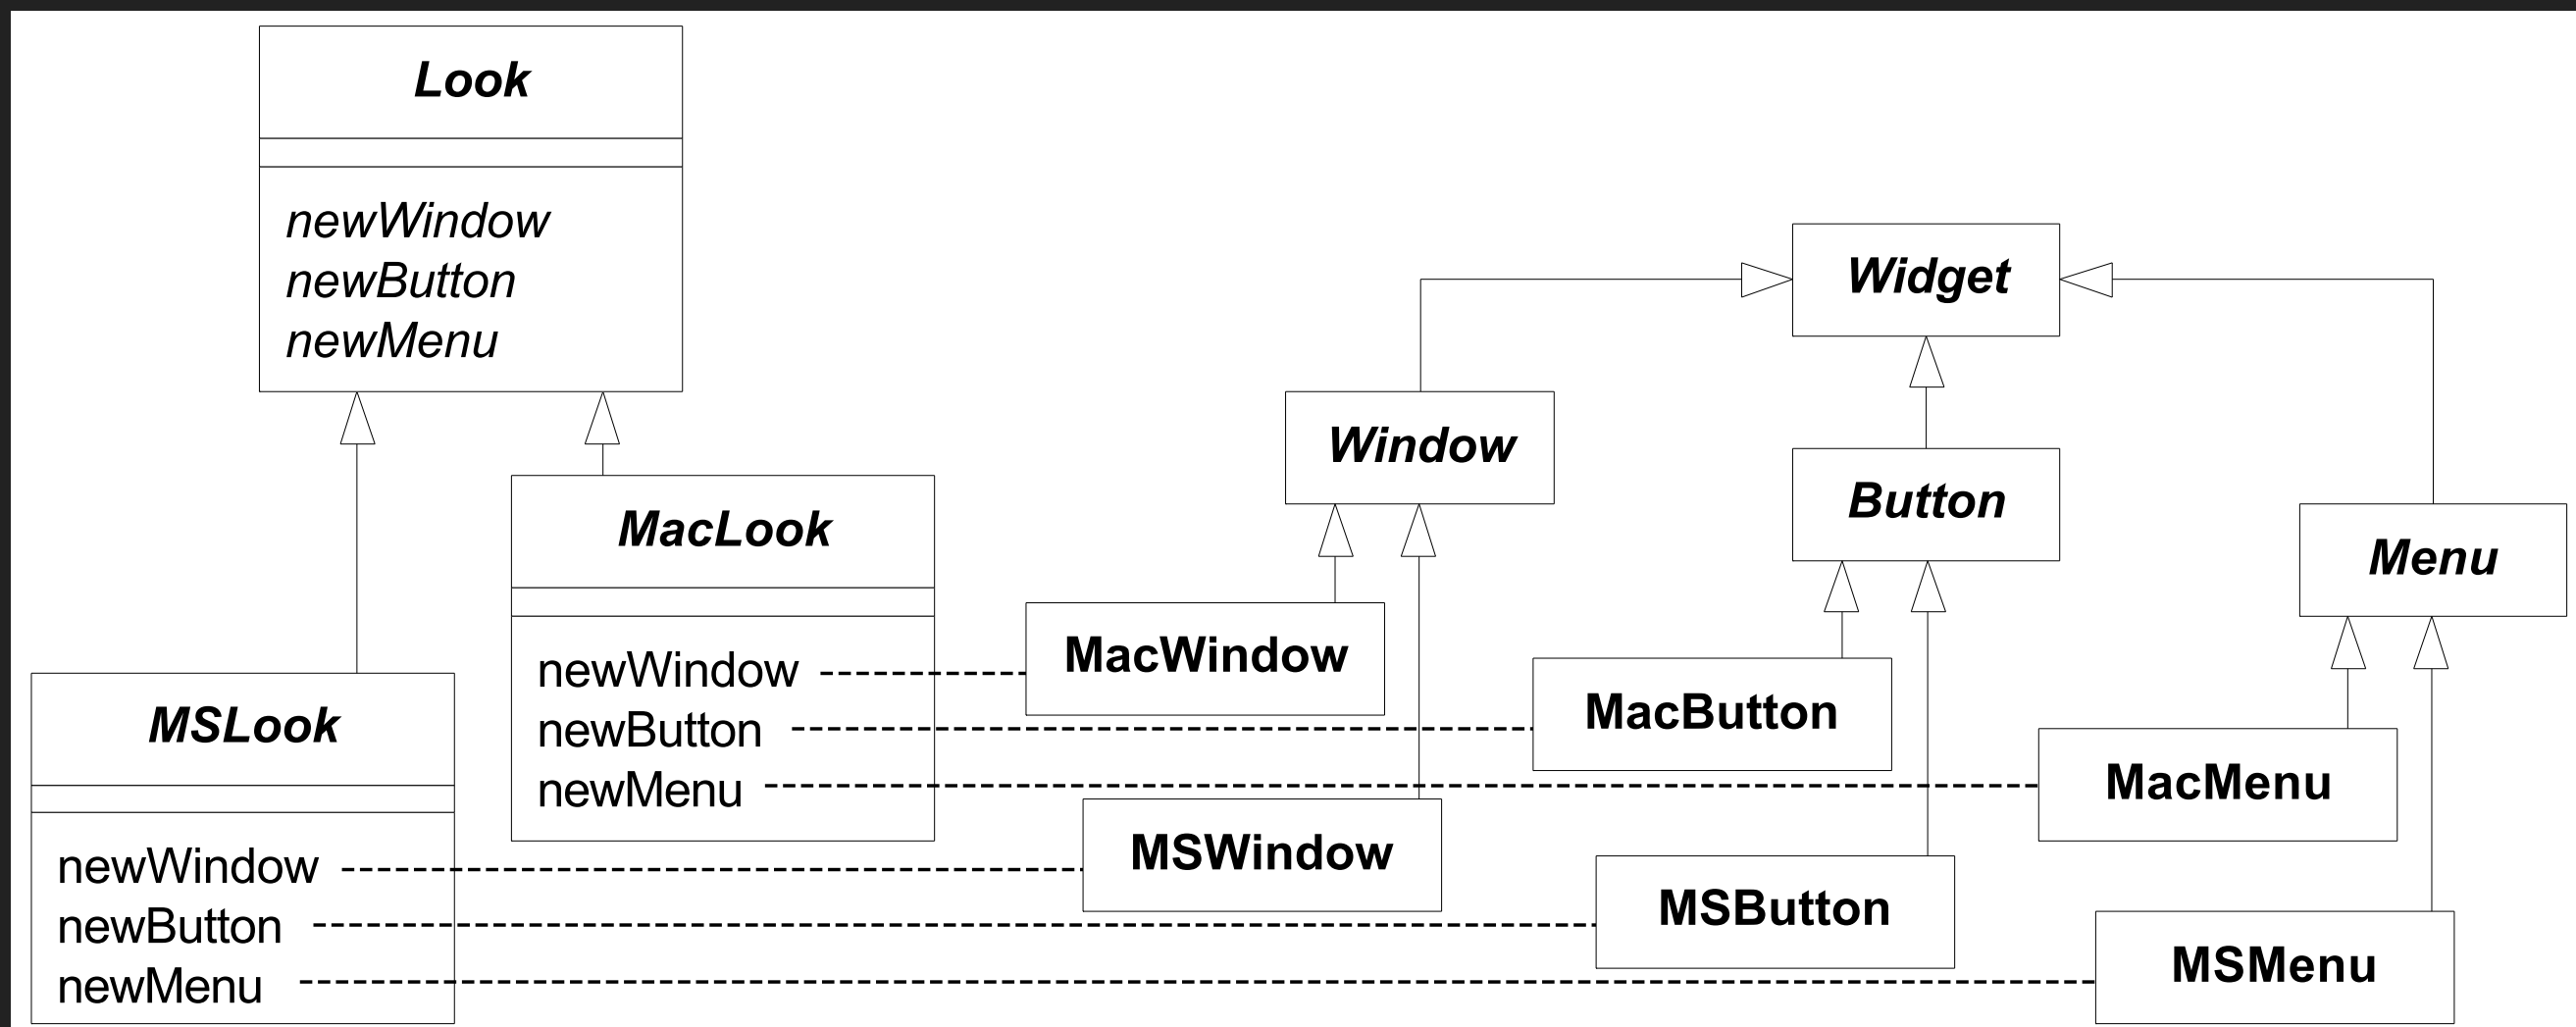 Look
newWindow
newButton
newMenu
Widget
Window
Button
Menu
MacLook
newWindow
newButton
newMenu
MacWindow
MacButton
MacMenu
MSLook
newWindow
newButton
newMenu
MSWindow
MSButton
MSMenu